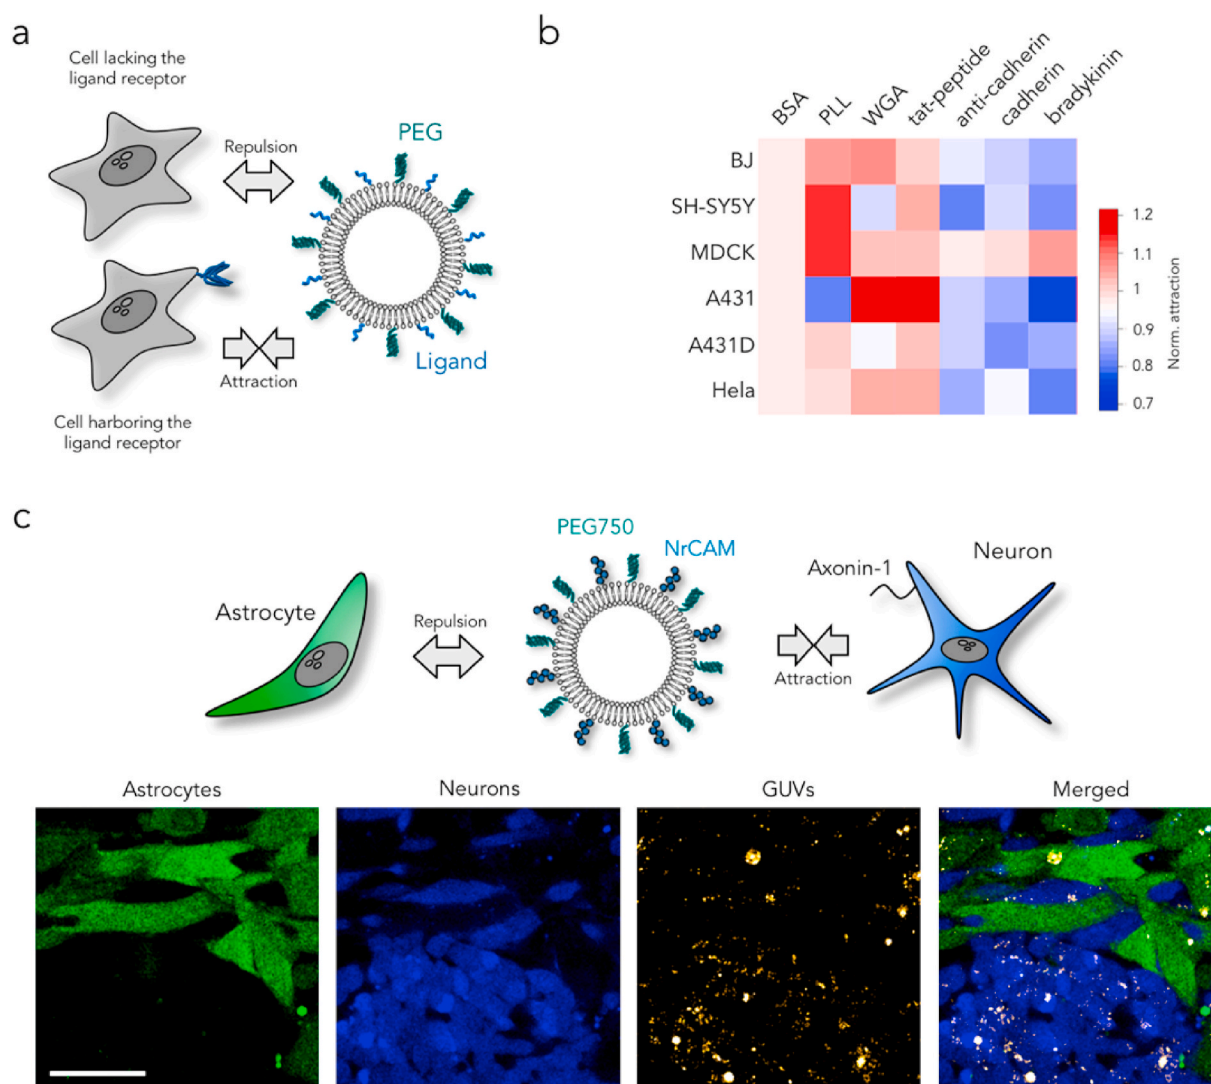 a
Cell lacking the
ligand receptor
Repulsion
PEG
Ligand
Attraction
Cell harboring the
ligand receptor
b
BSA
PLL
WGA
tat-peptide
anti-cadherin
cadherin
bradykinin
BJ
SH-SY5Y
MDCK
A431
A431D
Hela
1.2
1.1
1
0.9
0.8
0.7
Norm. attraction
c
PEG750
NrCAM
Neuron
Axonin-1
Astrocyte
Repulsion
Attraction
Astrocytes
Neurons
GUVs
Merged